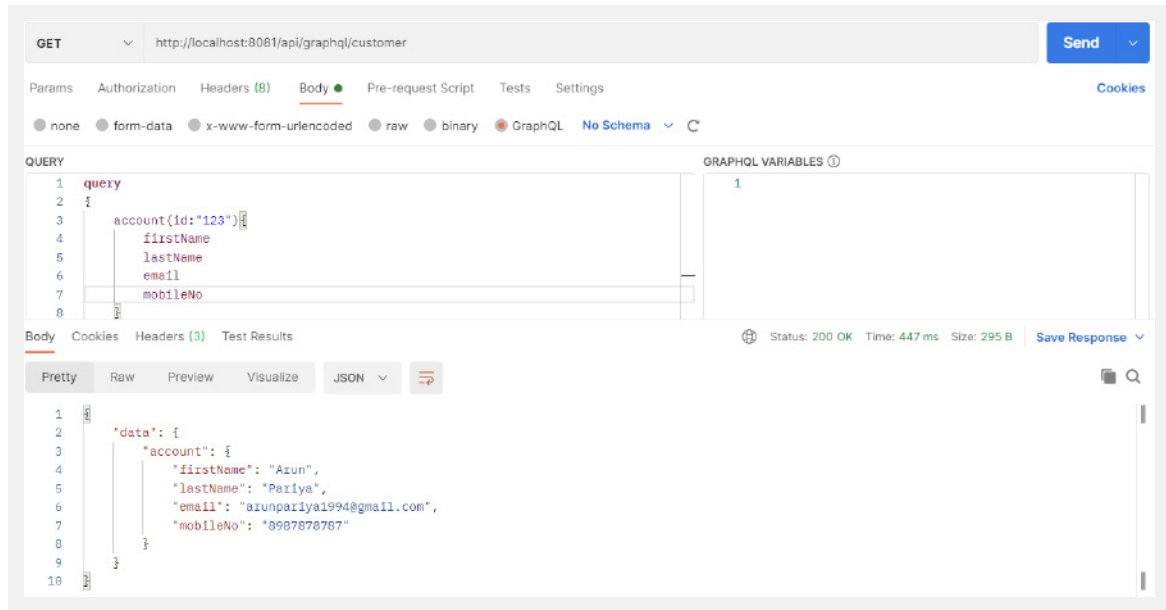 GET http://localhost:8081/api/graphql/customer Send
Params Authorization Headers (8) Body Pre-request Script Tests Settings Cookies
none form-data x-www-form-urlencoded raw binary GraphQL No Schema
QUERY GRAPHQL VARIABLES
1 query 1
2 {
3 account(id:"123"){
4 firstName
5 lastName
6 email
7 mobileNo
8 }
Body Cookies Headers (3) Test Results Status: 200 OK Time: 447 ms Size: 295 B Save Response
Pretty Raw Preview Visualize JSON
1 {
2 "data": {
3 "account": {
4 "firstName": "Arun",
5 "lastName": "Pariya",
6 "email": "arunpariya1994@gmail.com",
7 "mobileNo": "8987878787"
8 }
9 }
10 }